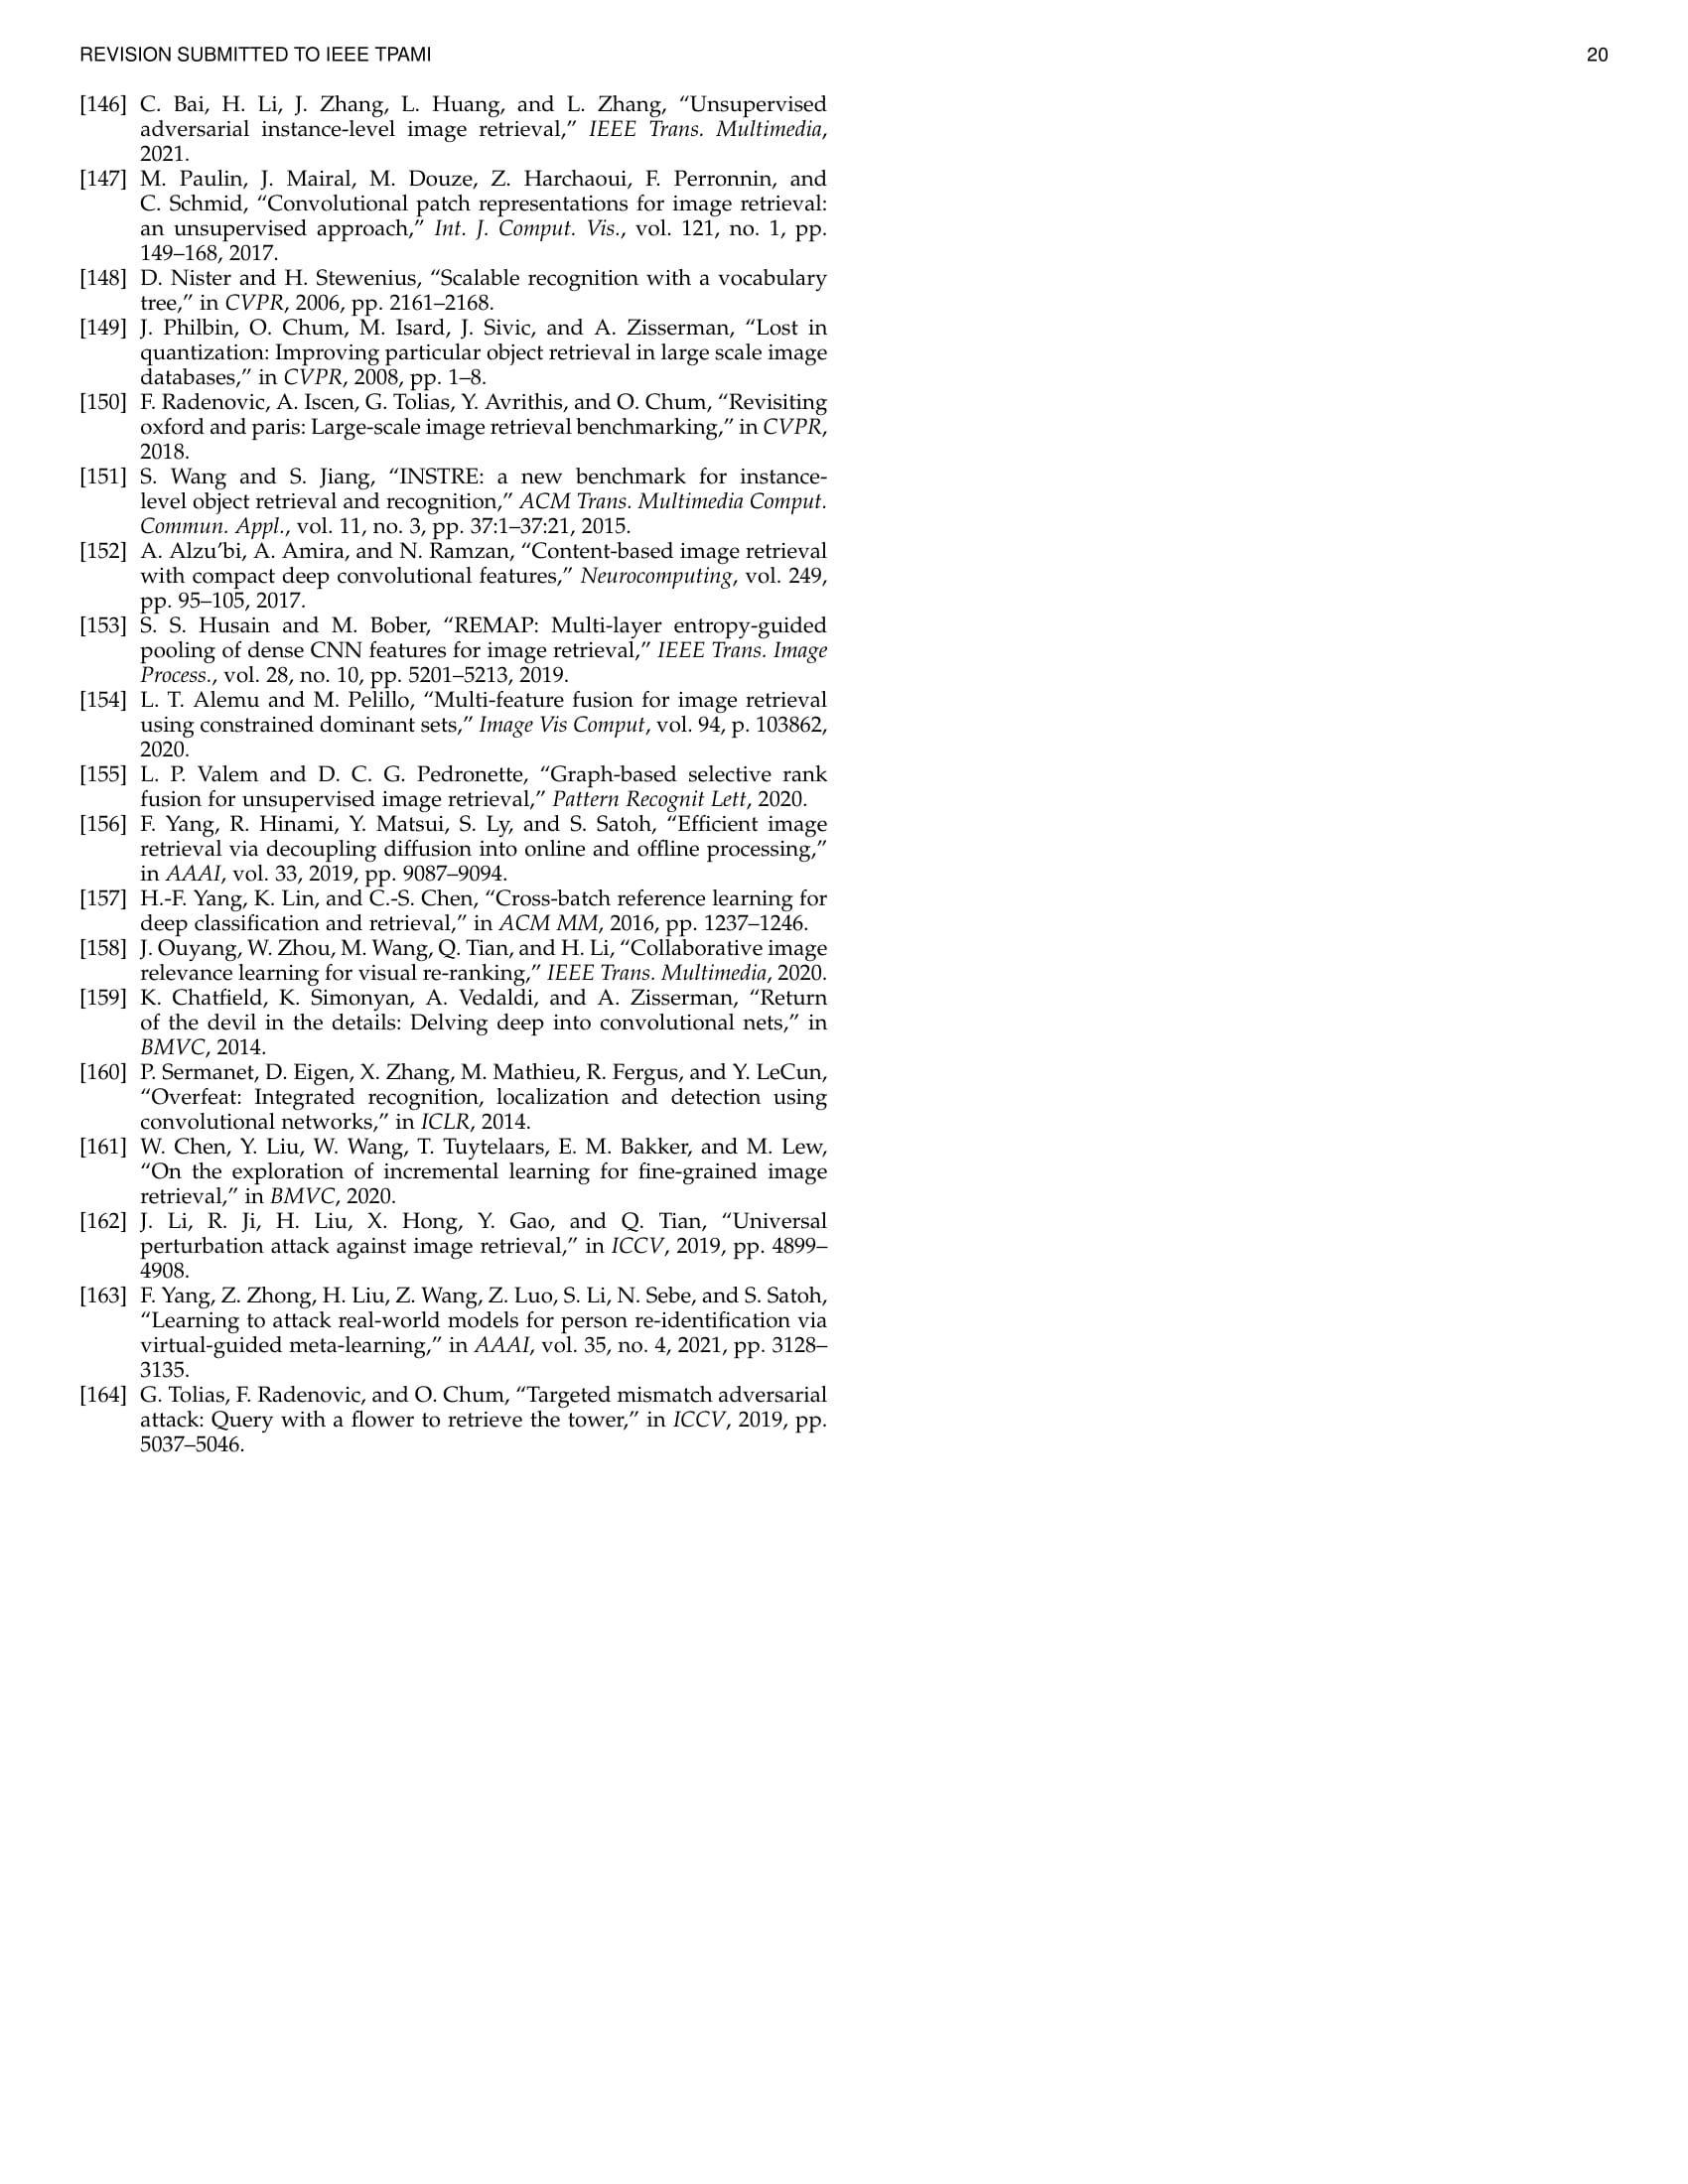 REVISION SUBMITTED TO IEEE TPAMI
20
[146] C. Bai, H. Li, J. Zhang, L. Huang, and L. Zhang, “Unsupervised
adversarial instance-level image retrieval,” IEEE Trans. Multimedia,
2021.
[147] M. Paulin, J. Mairal, M. Douze, Z. Harchaoui, F. Perronnin, and
C. Schmid, “Convolutional patch representations for image retrieval:
an unsupervised approach,” Int. J. Comput. Vis., vol. 121, no. 1, pp.
149–168, 2017.
[148] D. Nister and H. Stewenius, “Scalable recognition with a vocabulary
tree,” in CVPR, 2006, pp. 2161–2168.
[149] J. Philbin, O. Chum, M. Isard, J. Sivic, and A. Zisserman, “Lost in
quantization: Improving particular object retrieval in large scale image
databases,” in CVPR, 2008, pp. 1–8.
[150] F. Radenovic, A. Iscen, G. Tolias, Y. Avrithis, and O. Chum, “Revisiting
oxford and paris: Large-scale image retrieval benchmarking,” in CVPR,
2018.
[151] S. Wang and S. Jiang, “INSTRE: a new benchmark for instance-
level object retrieval and recognition,” ACM Trans. Multimedia Comput.
Commun. Appl., vol. 11, no. 3, pp. 37:1–37:21, 2015.
[152] A. Alzu’bi, A. Amira, and N. Ramzan, “Content-based image retrieval
with compact deep convolutional features,” Neurocomputing, vol. 249,
pp. 95–105, 2017.
[153] S. S. Husain and M. Bober, “REMAP: Multi-layer entropy-guided
pooling of dense CNN features for image retrieval,” IEEE Trans. Image
Process., vol. 28, no. 10, pp. 5201–5213, 2019.
[154] L. T. Alemu and M. Pelillo, “Multi-feature fusion for image retrieval
using constrained dominant sets,” Image Vis Comput, vol. 94, p. 103862,
2020.
[155] L. P. Valem and D. C. G. Pedronette, “Graph-based selective rank
fusion for unsupervised image retrieval,” Pattern Recognit Lett, 2020.
[156] F. Yang, R. Hinami, Y. Matsui, S. Ly, and S. Satoh, “Efficient image
retrieval via decoupling diffusion into online and offline processing,”
in AAAI, vol. 33, 2019, pp. 9087–9094.
[157] H.-F. Yang, K. Lin, and C.-S. Chen, “Cross-batch reference learning for
deep classification and retrieval,” in ACM MM, 2016, pp. 1237–1246.
[158] J. Ouyang, W. Zhou, M. Wang, Q. Tian, and H. Li, “Collaborative image
relevance learning for visual re-ranking,” IEEE Trans. Multimedia, 2020.
[159] K. Chatfield, K. Simonyan, A. Vedaldi, and A. Zisserman, “Return
of the devil in the details: Delving deep into convolutional nets,” in
BMVC, 2014.
[160] P. Sermanet, D. Eigen, X. Zhang, M. Mathieu, R. Fergus, and Y. LeCun,
“Overfeat: Integrated recognition, localization and detection using
convolutional networks,” in ICLR, 2014.
[161] W. Chen, Y. Liu, W. Wang, T. Tuytelaars, E. M. Bakker, and M. Lew,
“On the exploration of incremental learning for fine-grained image
retrieval,” in BMVC, 2020.
[162] J. Li, R. Ji, H. Liu, X. Hong, Y. Gao, and Q. Tian, “Universal
perturbation attack against image retrieval,” in ICCV, 2019, pp. 4899–
4908.
[163] F. Yang, Z. Zhong, H. Liu, Z. Wang, Z. Luo, S. Li, N. Sebe, and S. Satoh,
“Learning to attack real-world models for person re-identification via
virtual-guided meta-learning,” in AAAI, vol. 35, no. 4, 2021, pp. 3128–
3135.
[164] G. Tolias, F. Radenovic, and O. Chum, “Targeted mismatch adversarial
attack: Query with a flower to retrieve the tower,” in ICCV, 2019, pp.
5037–5046.